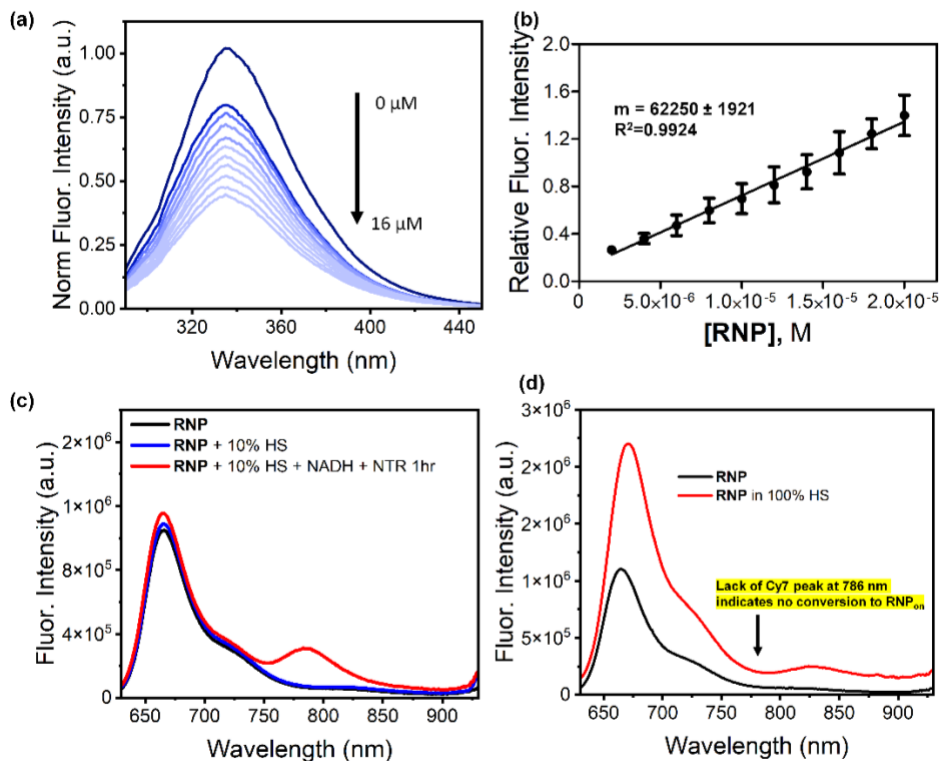 (a)
Norm Fluor. Intensity (a.u.)
1.00
0.75
0.50
0.25
0.00
0 μM
16 μM
320 360 400 440
Wavelength (nm)
(b)
Relative Fluor. Intensity
2.0
1.6
1.2
0.8
0.4
0.0
m = 62250 ± 1921
R²=0.9924
0 5.0×10⁻⁶ 1.0×10⁻⁵ 1.5×10⁻⁵ 2.0×10⁻⁵
[RNP], M
(c)
Fluor. Intensity (a.u.)
2×10⁶
1×10⁶
8×10⁵
4×10⁵
0
RNP
RNP + 10% HS
RNP + 10% HS + NADH + NTR 1hr
650 700 750 800 850 900
Wavelength (nm)
(d)
Fluor. Intensity (a.u.)
3×10⁶
2×10⁶
2×10⁶
1×10⁶
5×10⁵
0
RNP
RNP in 100% HS
Lack of Cy7 peak at 786 nm
indicates no conversion to RNPₒₙ
650 700 750 800 850 900
Wavelength (nm)